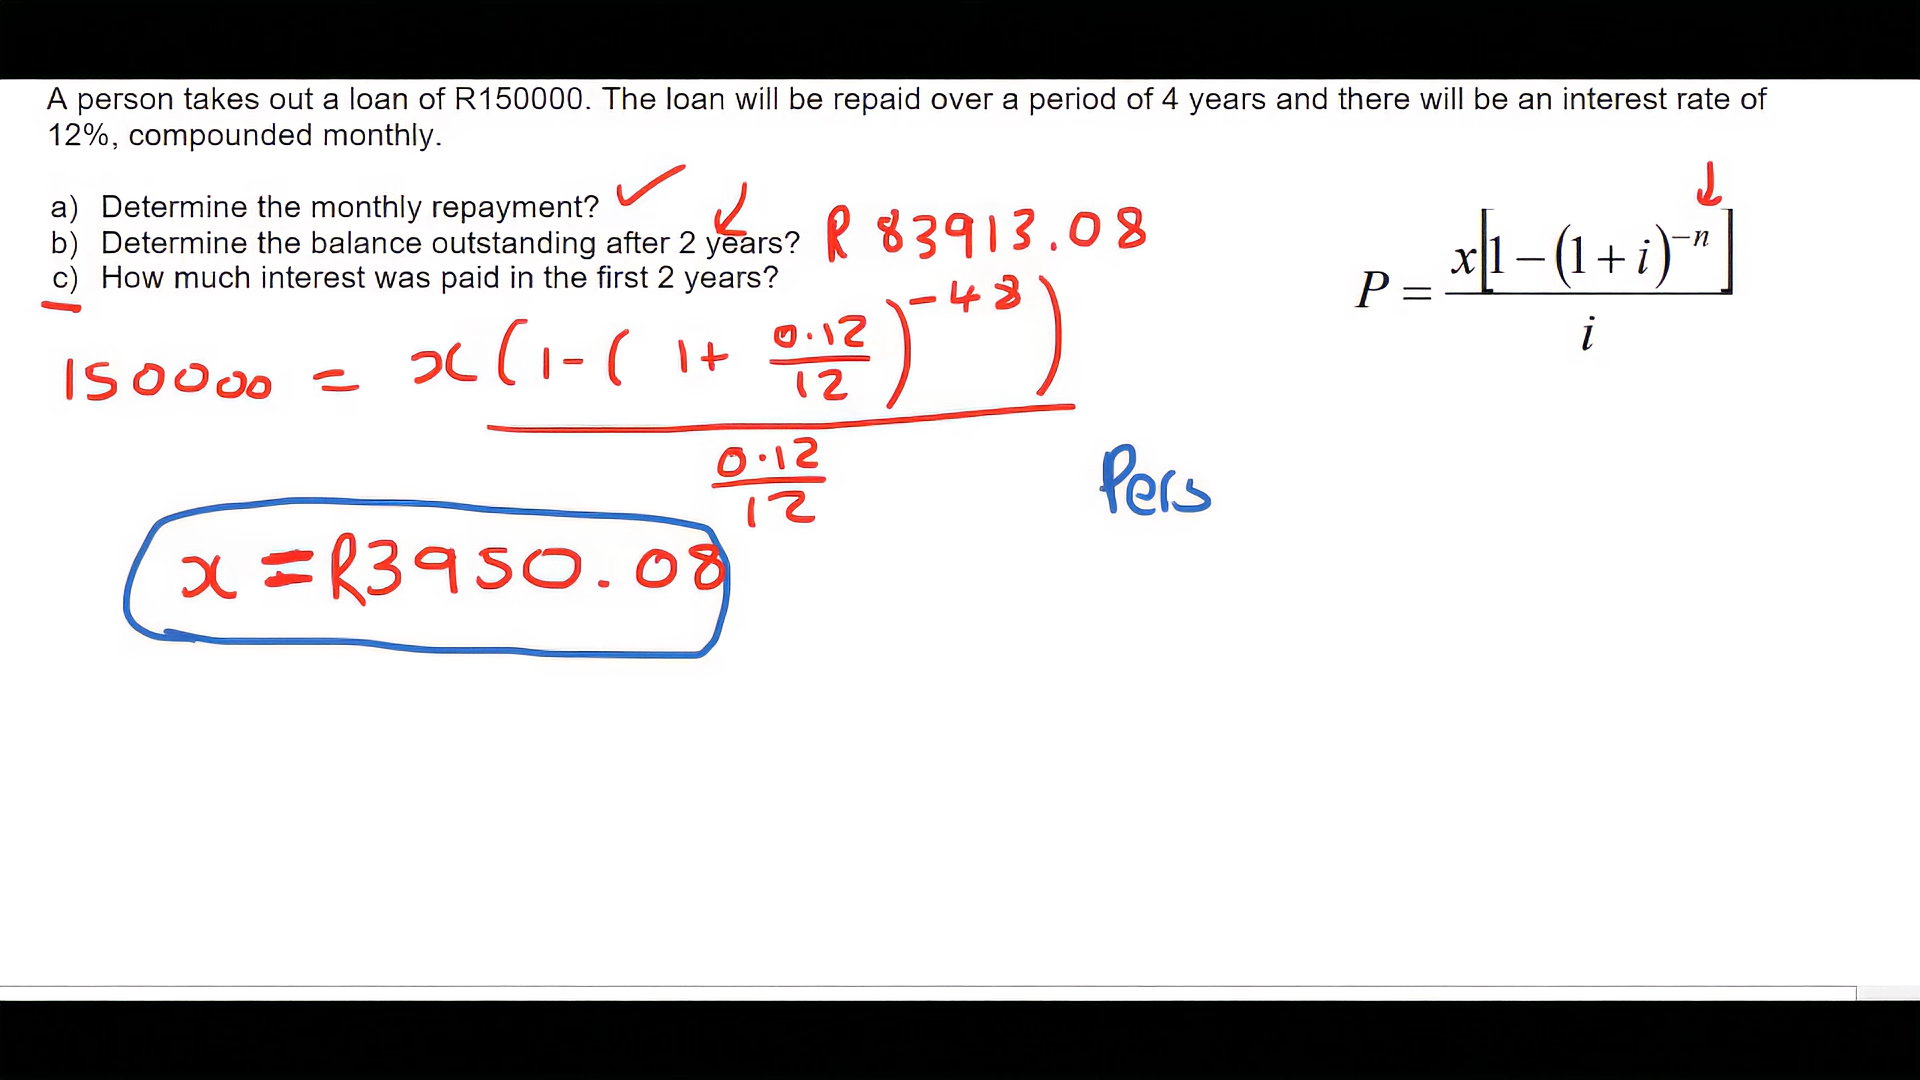 A person takes out a loan of R150000. The loan will be repaid over a period of 4 years and there will be an interest rate of
12%, compounded monthly.
a) Determine the monthly repayment?
b) Determine the balance outstanding after 2 years? R 83913.08
c) How much interest was paid in the first 2 years?
P = x[1 − (1 + i)^−n] / i
150000 = x(1 - (1 + 0.12/12)^-48) / (0.12/12)
Pers
x = R3950.08